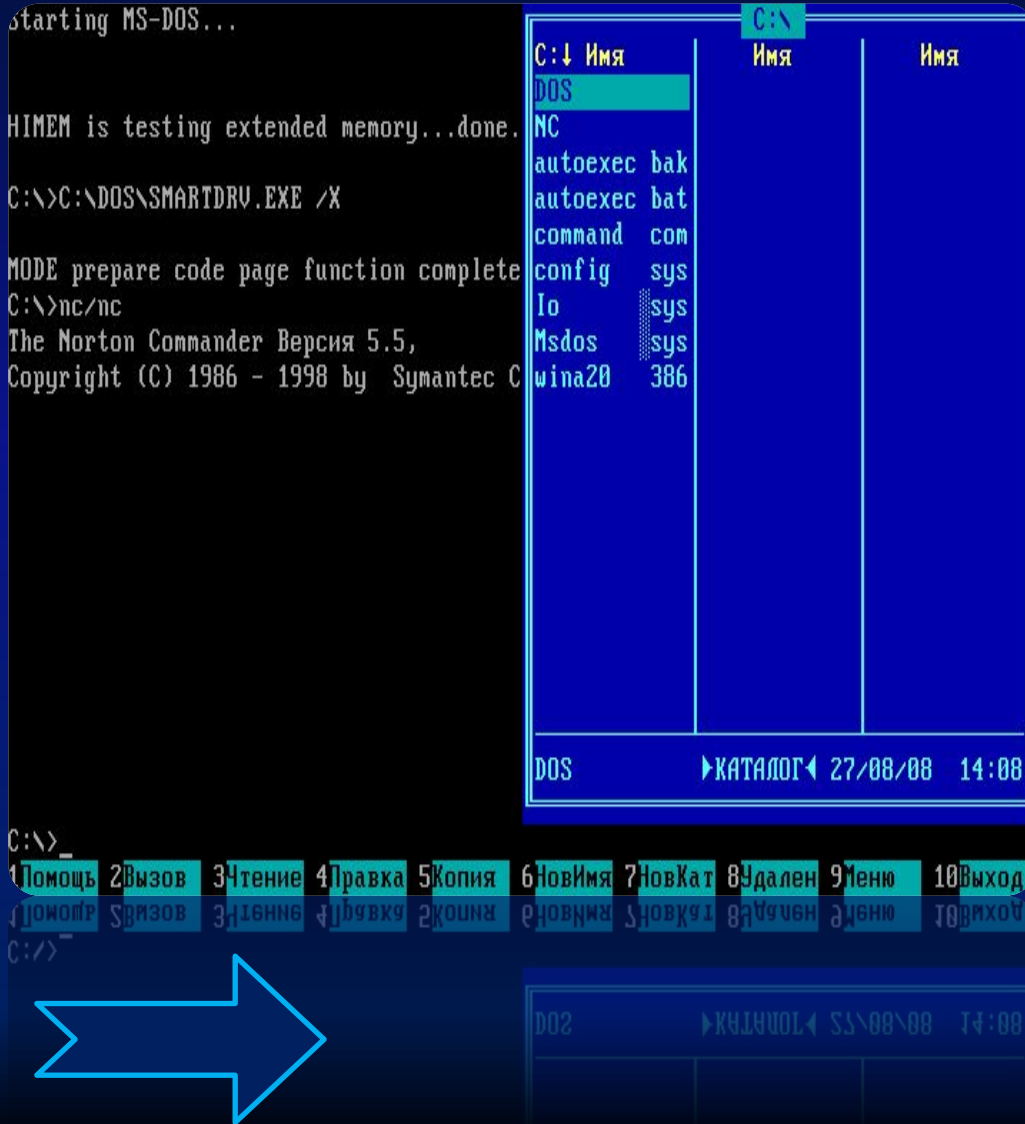 Starting MS-DOS...
HIMEM is testing extended memory...done.
C:\>C:\DOS\SMARTDRV.EXE /X
MODE prepare code page function complete
C:\>nc/nc
The Norton Commander Версия 5.5,
Copyright (C) 1986 - 1998 by  Symantec C
C:\
C:↓ Имя Имя Имя
DOS
NC
autoexec bak
autoexec bat
command com
config sys
Io ░sys
Msdos ░sys
wina20 386
DOS ►КАТАЛОГ◄ 27/08/08 14:08
C:\>_
1Помощь 2Вызов 3Чтение 4Правка 5Копия 6НовИмя 7НовКат 8Удален 9Меню 10Выход